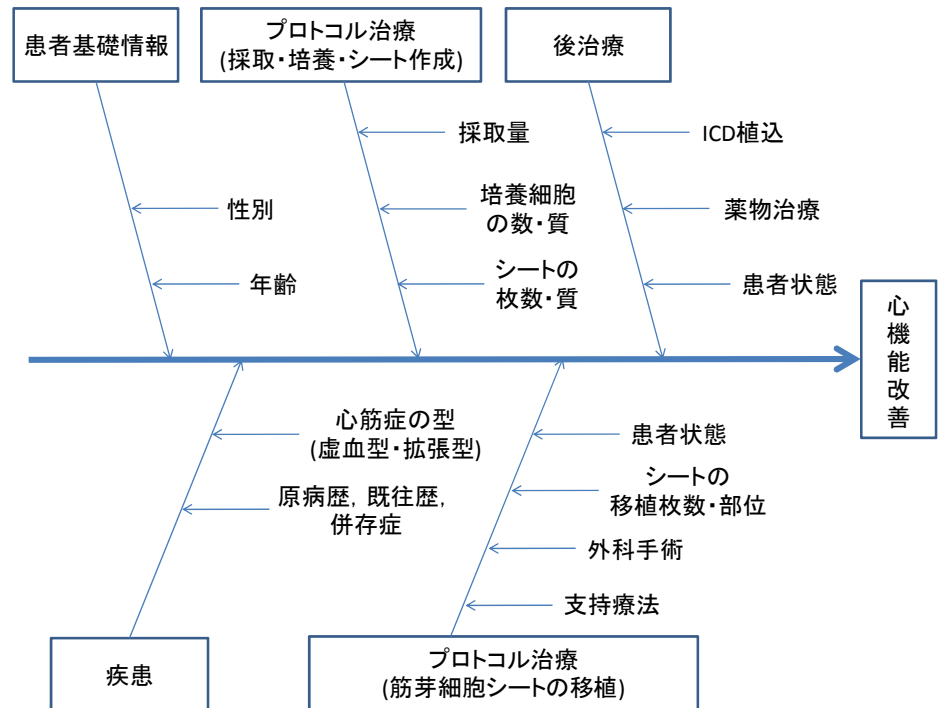 患者基礎情報
プロトコル治療
(採取・培養・シート作成)
後治療
採取量
ICD植込
性別
培養細胞
の数・質
薬物治療
年齢
シートの
枚数・質
患者状態
心機能改善
心筋症の型
(虚血型・拡張型)
患者状態
原病歴，既往歴，
併存症
シートの
移植枚数・部位
外科手術
支持療法
疾患
プロトコル治療
(筋芽細胞シートの移植)